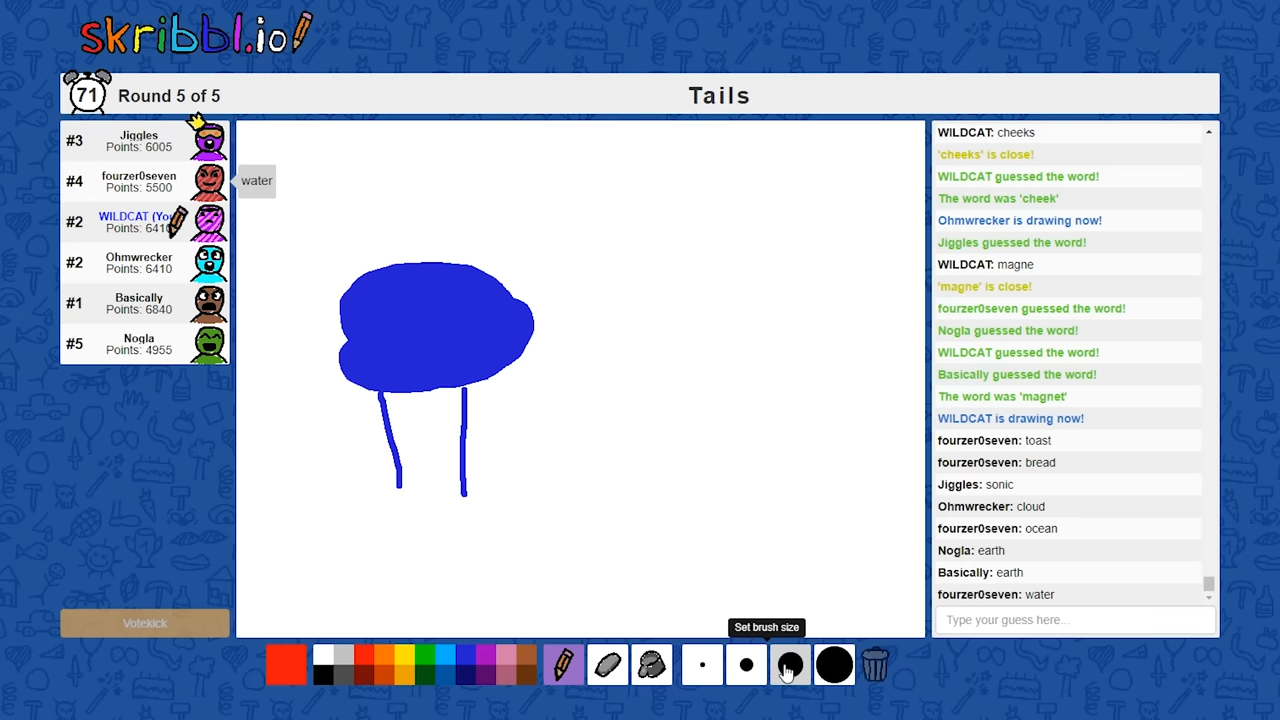 skribbl.io
71 Round 5 of 5
Tails
#3 Jiggles
Points: 6005
#4 fourzer0seven
Points: 5500
water
#2 WILDCAT (You
Points: 6410
#2 Ohmwrecker
Points: 6410
#1 Basically
Points: 6840
#5 Nogla
Points: 4955
Votekick
WILDCAT: cheeks
'cheeks' is close!
WILDCAT guessed the word!
The word was 'cheek'
Ohmwrecker is drawing now!
Jiggles guessed the word!
WILDCAT: magne
'magne' is close!
fourzer0seven guessed the word!
Nogla guessed the word!
WILDCAT guessed the word!
Basically guessed the word!
The word was 'magnet'
WILDCAT is drawing now!
fourzer0seven: toast
fourzer0seven: bread
Jiggles: sonic
Ohmwrecker: cloud
fourzer0seven: ocean
Nogla: earth
Basically: earth
fourzer0seven: water
Type your guess here...
Set brush size